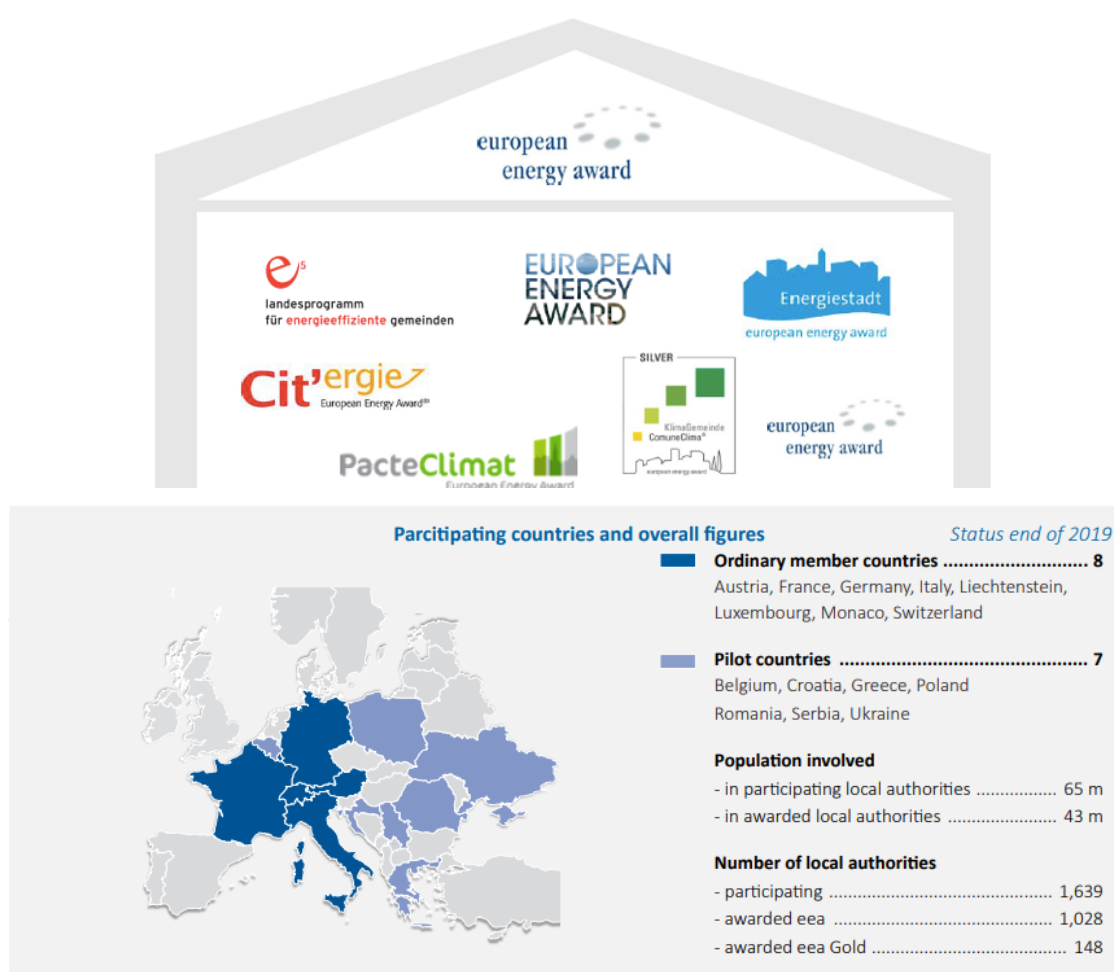 european
energy award
e5
landesprogramm
für energieeffiziente gemeinden
EUROPEAN
ENERGY
AWARD
Energiestadt
european energy award
Cit'ergie
European Energy Award®
SILVER
KlimaGemeinde
ComuneClima®
european energy award
european
energy award
PacteClimat
European Energy Award
Parcitipating countries and overall figures
Status end of 2019
Ordinary member countries ............................ 8
Austria, France, Germany, Italy, Liechtenstein,
Luxembourg, Monaco, Switzerland
Pilot countries ................................................ 7
Belgium, Croatia, Greece, Poland
Romania, Serbia, Ukraine
Population involved
- in participating local authorities ................ 65 m
- in awarded local authorities ..................... 43 m
Number of local authorities
- participating ........................................... 1,639
- awarded eea ........................................... 1,028
- awarded eea Gold ..................................... 148